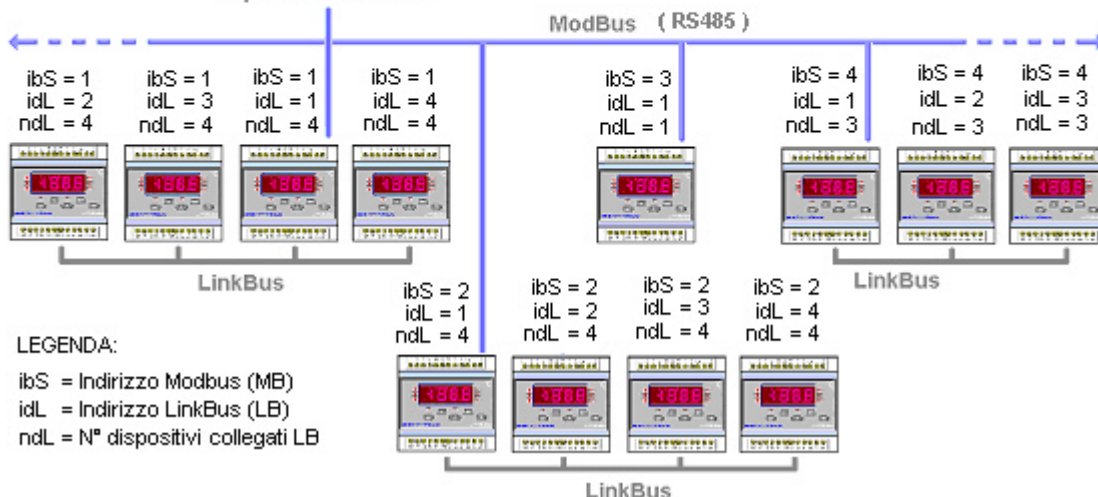 ModBus ( RS485 )
ibS = 1 ibS = 1 ibS = 1 ibS = 1 ibS = 3 ibS = 4 ibS = 4 ibS = 4
idL = 2 idL = 3 idL = 1 idL = 4 idL = 1 idL = 1 idL = 2 idL = 3
ndL = 4 ndL = 4 ndL = 4 ndL = 4 ndL = 1 ndL = 3 ndL = 3 ndL = 3
LinkBus LinkBus
ibS = 2 ibS = 2 ibS = 2 ibS = 2
idL = 1 idL = 2 idL = 3 idL = 4
ndL = 4 ndL = 4 ndL = 4 ndL = 4
LEGENDA:
ibS = Indirizzo Modbus (MB)
idL = Indirizzo LinkBus (LB)
ndL = N° dispositivi collegati LB
LinkBus